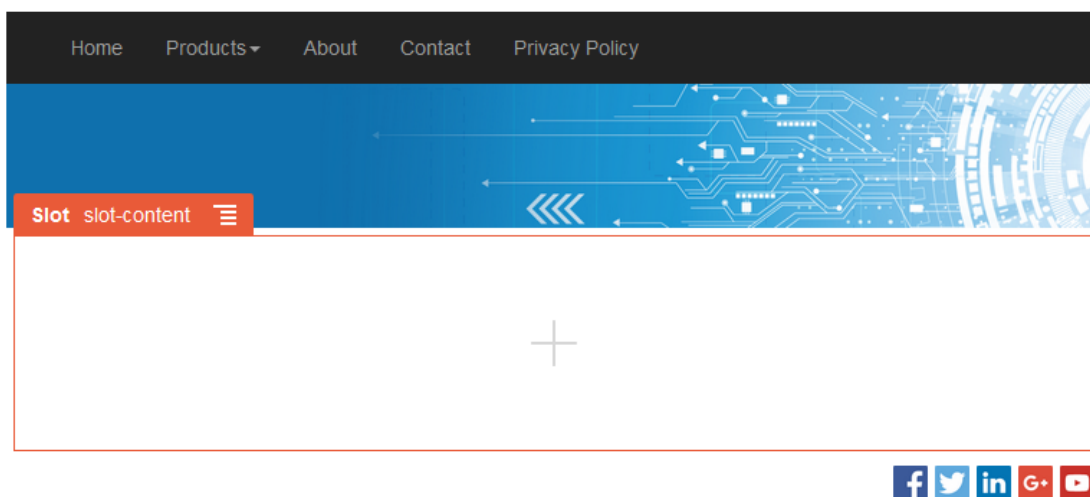 Home Products About Contact Privacy Policy
Slot slot-content
f in G+